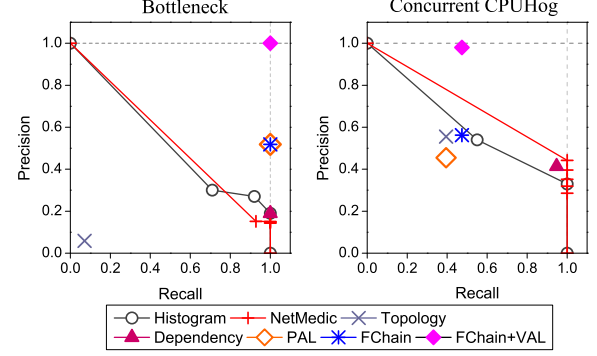 Bottleneck
Concurrent CPUHog
1.0
0.8
0.6
0.4
0.2
0.0
Precision
0.0 0.2 0.4 0.6 0.8 1.0
Recall
1.0
0.8
0.6
0.4
0.2
0.0
Precision
0.0 0.2 0.4 0.6 0.8 1.0
Recall
Histogram NetMedic Topology
Dependency PAL FChain FChain+VAL